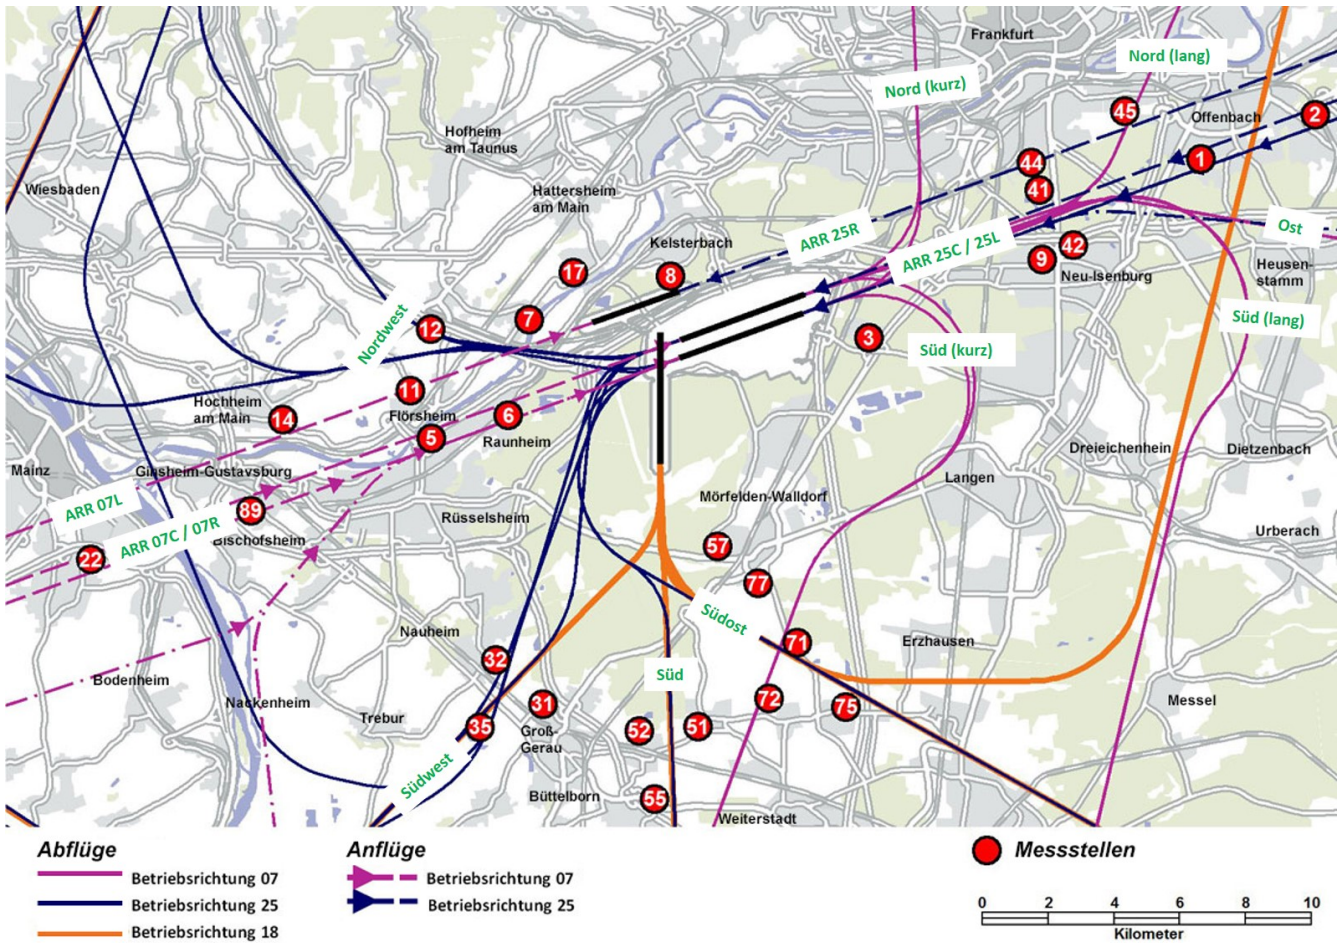 Frankfurt
Nord (lang)
Nord (kurz)
45
Offenbach
2
Hofheim
am Taunus
44
1
Wiesbaden
Hattersheim
am Main
41
Kelsterbach
ARR 25R
ARR 25C / 25L
Ost
42
9
Neu-Isenburg
Heusen-
stamm
17
8
7
12
Nordwest
3
Süd (kurz)
Süd (lang)
11
Hochheim
am Main
14
Flörsheim
6
5
Raunheim
Mainz
Ginsheim-Gustavsburg
Dreieichenhein
Dietzenbach
Langen
ARR 07L
89
ARR 07C / 07R
Bischofsheim
22
Rüsselsheim
Mörfelden-Walldorf
57
Urberach
77
Südost
Nauheim
32
71
Erzhausen
Süd
Bodenheim
Nackenheim
Trebur
35
31
Groß-
Gerau
52
51
72
75
Messel
Südwest
Büttelborn
55
Weiterstadt
Abflüge
Betriebsrichtung 07
Betriebsrichtung 25
Betriebsrichtung 18
Anflüge
Betriebsrichtung 07
Betriebsrichtung 25
Messstellen
0 2 4 6 8 10
Kilometer